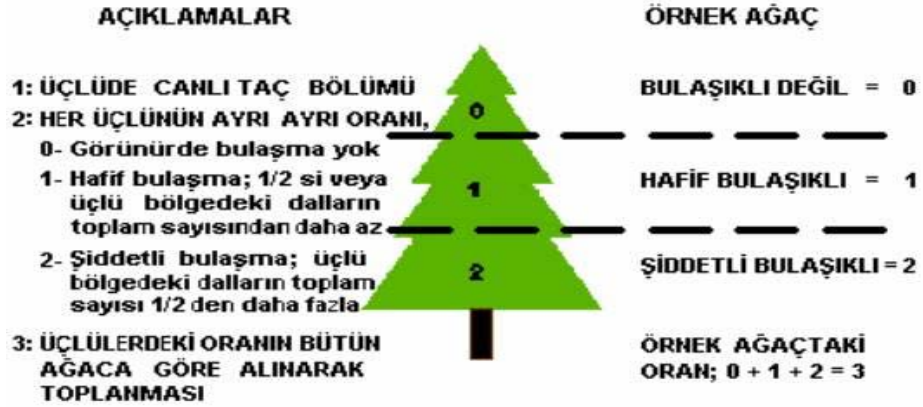 AÇIKLAMALAR
1: ÜÇLÜDE CANLI TAÇ BÖLÜMÜ
2: HER ÜÇLÜNÜN AYRI AYRI ORANI,
0- Görünürde bulaşma yok
1- Hafif bulaşma; 1/2 si veya
üçlü bölgedeki dalların
toplam sayısından daha az
2- Şiddetli bulaşma; üçlü
bölgedeki dalların toplam
sayısı 1/2 den daha fazla
3: ÜÇLÜLERDEKİ ORANIN BÜTÜN
AĞACA GÖRE ALINARAK
TOPLANMASI
0
1
2
ÖRNEK AĞAÇ
BULAŞIKLI DEĞİL = 0
HAFİF BULAŞIKLI = 1
ŞİDDETLİ BULAŞIKLI = 2
ÖRNEK AĞAÇTAKİ
ORAN; 0 + 1 + 2 = 3